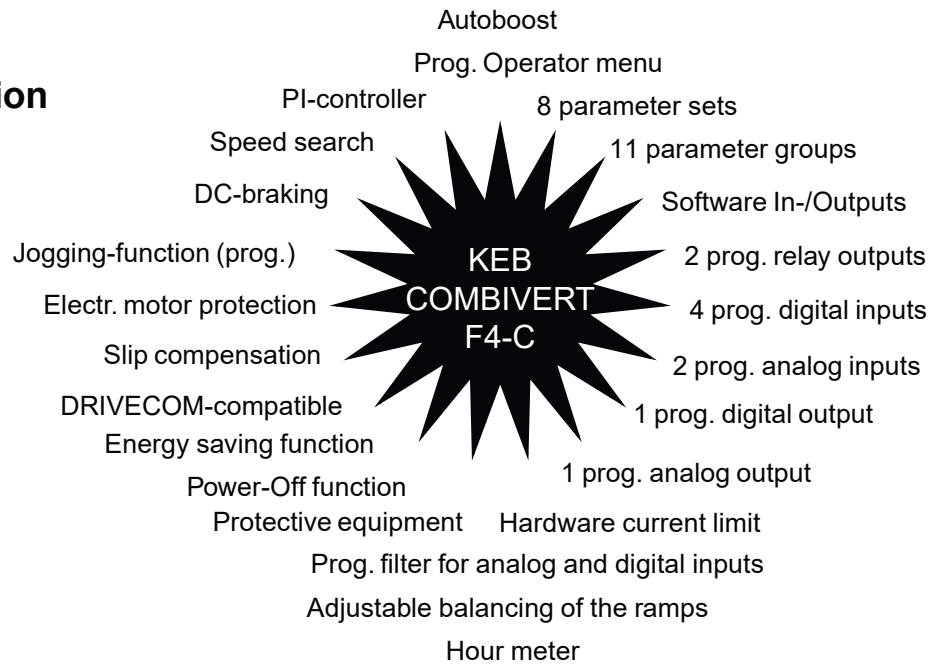 Autoboost
Prog. Operator menu
PI-controller
8 parameter sets
Speed search
11 parameter groups
DC-braking
Software In-/Outputs
Jogging-function (prog.)
2 prog. relay outputs
Electr. motor protection
4 prog. digital inputs
Slip compensation
2 prog. analog inputs
DRIVECOM-compatible
1 prog. digital output
Energy saving function
1 prog. analog output
Power-Off function
Protective equipment
Hardware current limit
Prog. filter for analog and digital inputs
Adjustable balancing of the ramps
Hour meter
KEB
COMBIVERT
F4-C